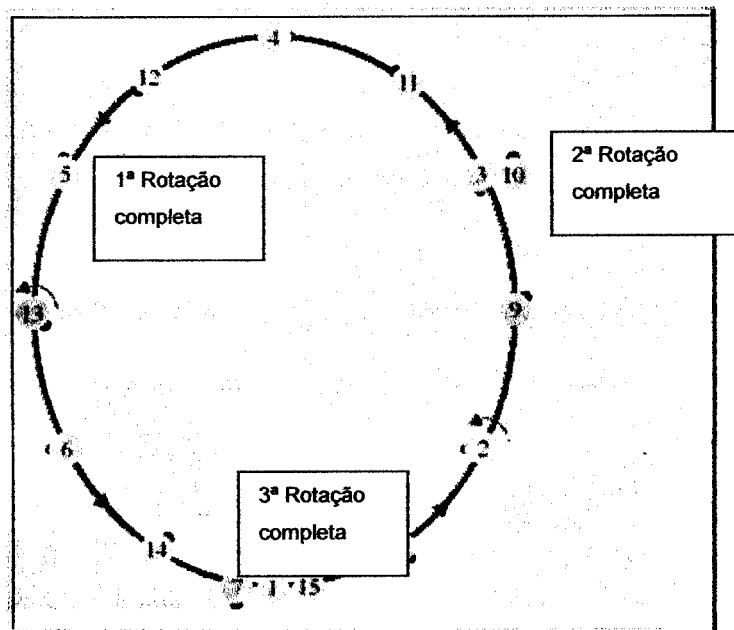 4
12
11
5
1ª Rotação
completa
3 10
2ª Rotação
completa
13
9
6
2
3ª Rotação
completa
14
7 1 15